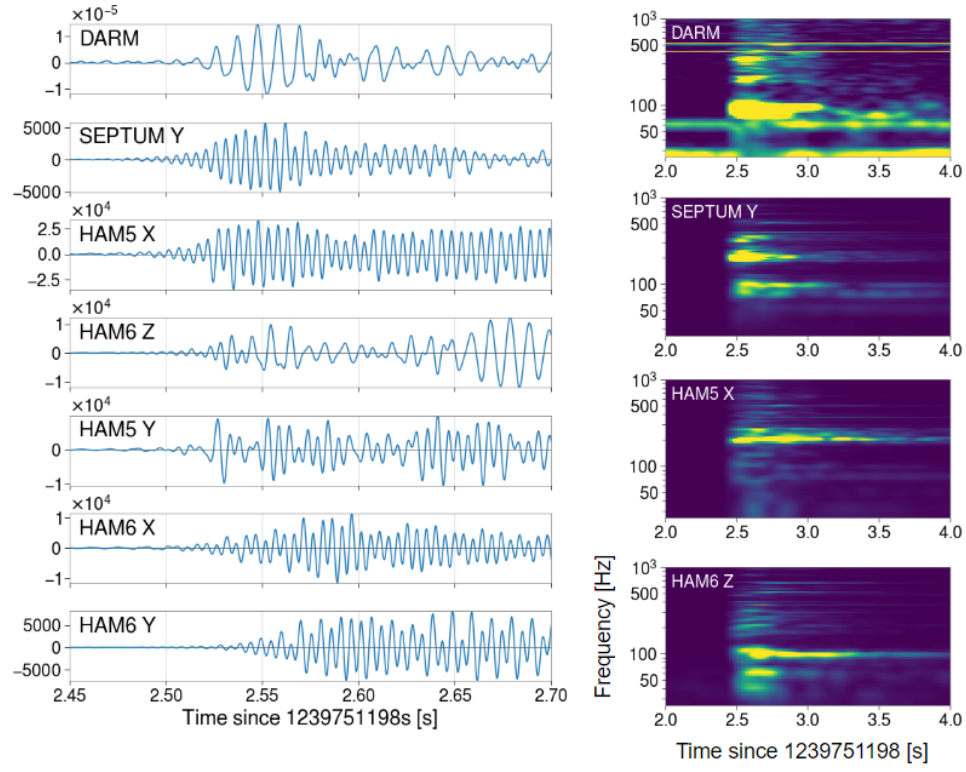 ×10⁻⁵
DARM
1
0
−1
SEPTUM Y
5000
0
−5000
×10⁴
HAM5 X
2.5
0.0
−2.5
×10⁴
HAM6 Z
1
0
−1
×10⁴
HAM5 Y
1
0
−1
×10⁴
HAM6 X
1
0
−1
HAM6 Y
5000
0
−5000
2.45 2.50 2.55 2.60 2.65 2.70
Time since 1239751198s [s]
10³
DARM
500
100
50
2.0 2.5 3.0 3.5 4.0
10³
SEPTUM Y
500
100
50
2.0 2.5 3.0 3.5 4.0
10³
HAM5 X
500
100
50
2.0 2.5 3.0 3.5 4.0
10³
HAM6 Z
500
100
50
2.0 2.5 3.0 3.5 4.0
Frequency [Hz]
Time since 1239751198 [s]